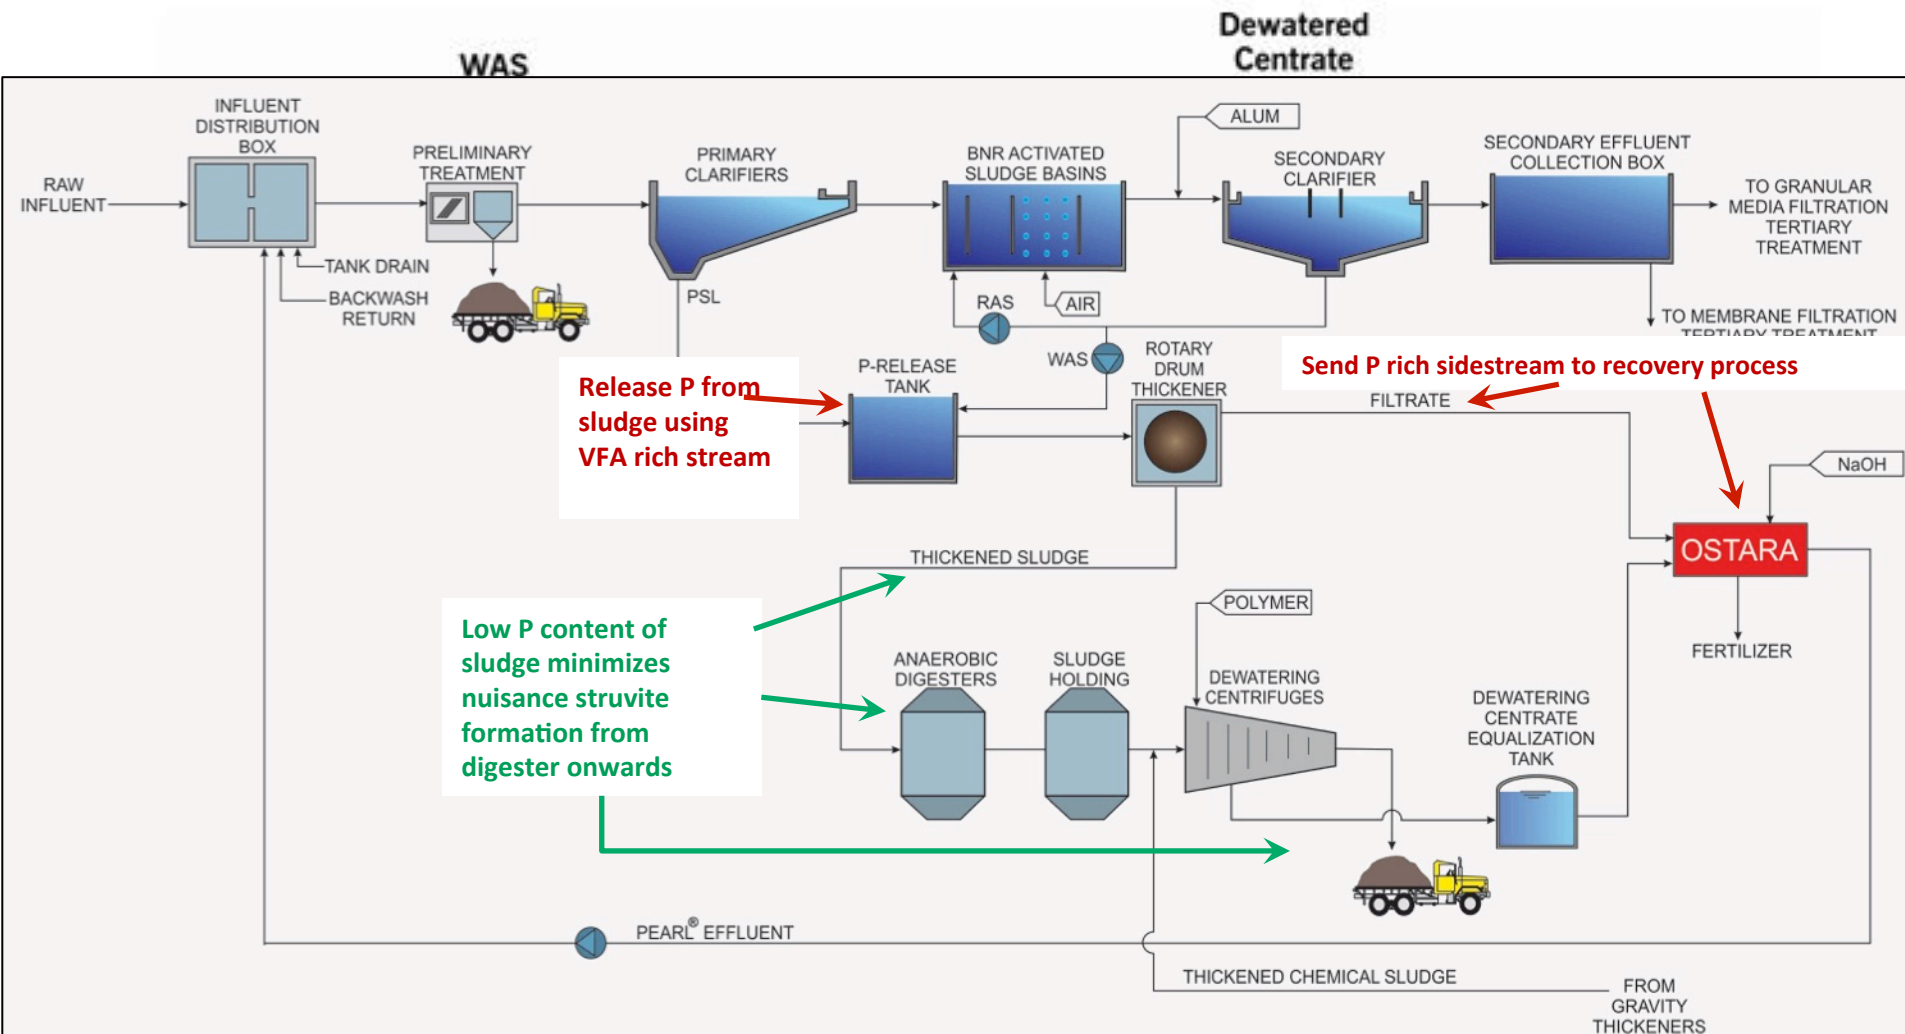 WAS
Dewatered
Centrate
INFLUENT
DISTRIBUTION
BOX
RAW
INFLUENT
TANK DRAIN
BACKWASH
RETURN
PRELIMINARY
TREATMENT
PRIMARY
CLARIFIERS
PSL
BNR ACTIVATED
SLUDGE BASINS
ALUM
SECONDARY
CLARIFIER
SECONDARY EFFLUENT
COLLECTION BOX
TO GRANULAR
MEDIA FILTRATION
TERTIARY
TREATMENT
TO MEMBRANE FILTRATION
TERTIARY TREATMENT
RAS
AIR
WAS
Release P from
sludge using
VFA rich stream
P-RELEASE
TANK
ROTARY
DRUM
THICKENER
Send P rich sidestream to recovery process
FILTRATE
NaOH
OSTARA
FERTILIZER
THICKENED SLUDGE
Low P content of
sludge minimizes
nuisance struvite
formation from
digester onwards
ANAEROBIC
DIGESTERS
SLUDGE
HOLDING
POLYMER
DEWATERING
CENTRIFUGES
DEWATERING
CENTRATE
EQUALIZATION
TANK
PEARL® EFFLUENT
THICKENED CHEMICAL SLUDGE
FROM
GRAVITY
THICKENERS